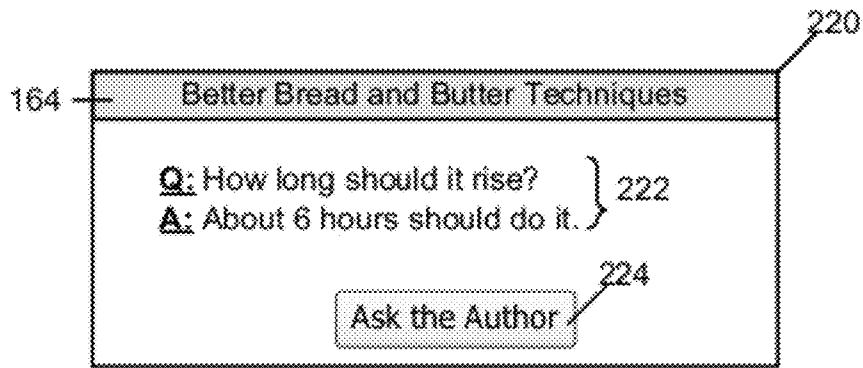 220
164
Better Bread and Butter Techniques
Q: How long should it rise?
A: About 6 hours should do it.
222
224
Ask the Author